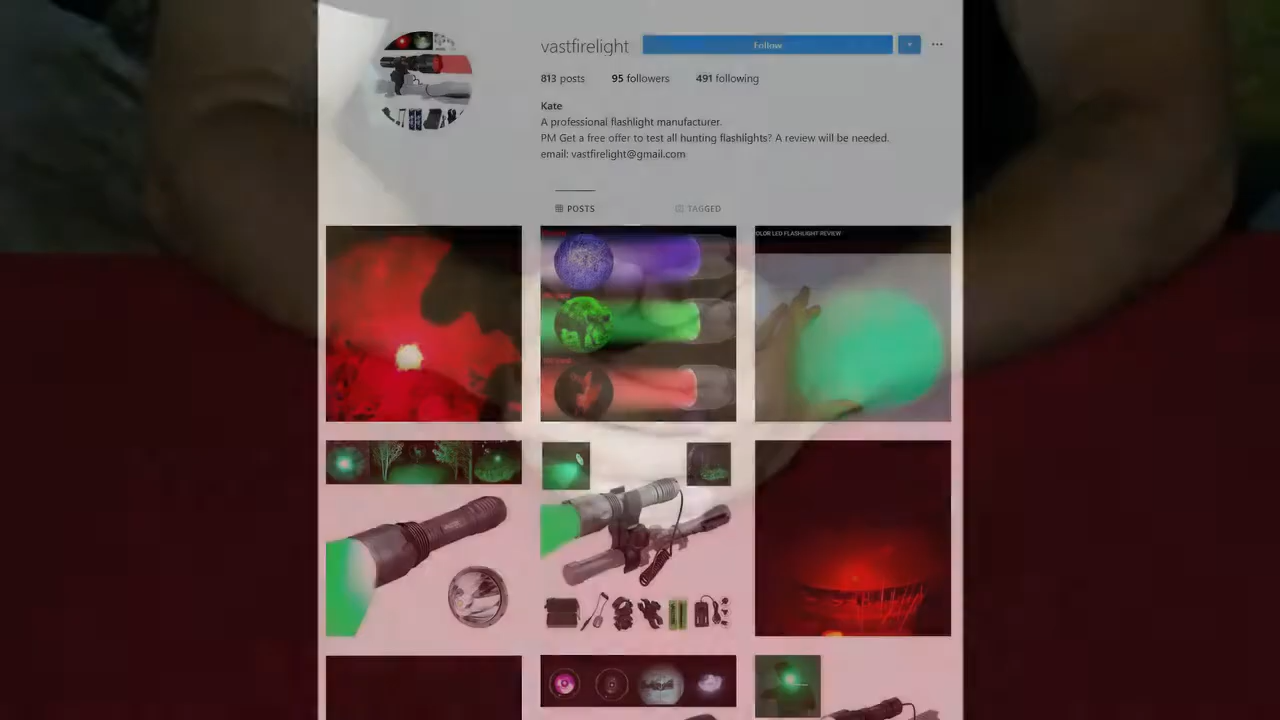 vastfirelight Follow
813 posts 95 followers 491 following
Kate
A professional flashlight manufacturer.
PM Get a free offer to test all hunting flashlights? A review will be needed.
email: vastfirelight@gmail.com
POSTS TAGGED
OLOR LED FLASHLIGHT REVIEW